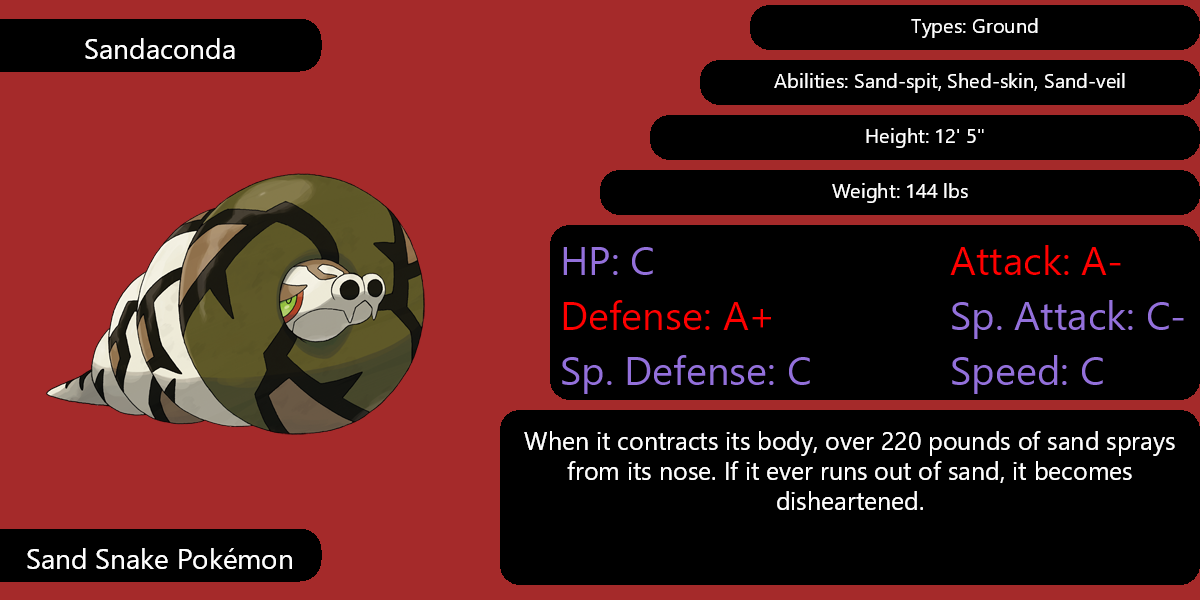 Sandaconda
Types: Ground
Abilities: Sand-spit, Shed-skin, Sand-veil
Height: 12' 5"
Weight: 144 lbs
HP: C
Attack: A-
Defense: A+
Sp. Attack: C-
Sp. Defense: C
Speed: C
When it contracts its body, over 220 pounds of sand sprays
from its nose. If it ever runs out of sand, it becomes
disheartened.
Sand Snake Pokémon